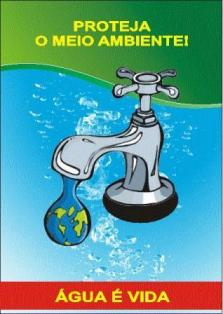 PROTEJA
O MEIO AMBIENTE!
ÁGUA É VIDA